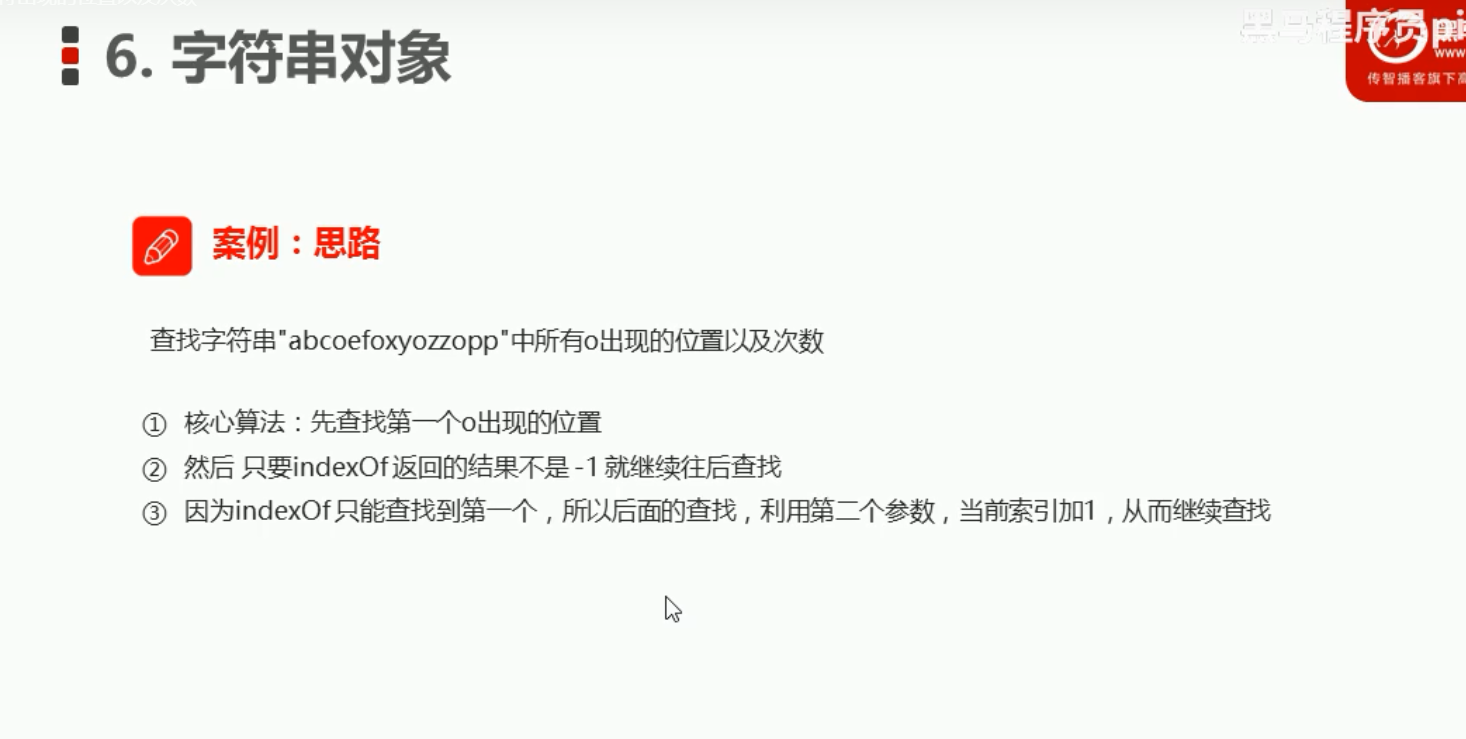 6. 字符串对象
黑马程序员pi
www
传智播客旗下高
案例：思路
查找字符串"abcoefoxyozzopp"中所有o出现的位置以及次数
① 核心算法：先查找第一个o出现的位置
② 然后 只要indexOf返回的结果不是 -1 就继续往后查找
③ 因为indexOf只能查找到第一个，所以后面的查找，利用第二个参数，当前索引加1，从而继续查找